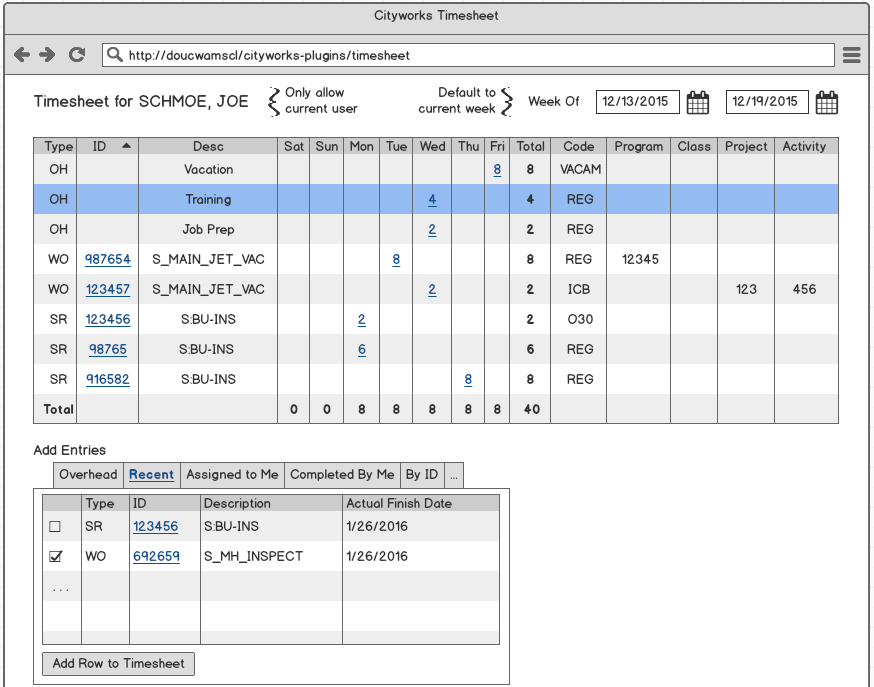 Cityworks Timesheet
http://doucwamscl/cityworks-plugins/timesheet
Timesheet for SCHMOE, JOE Only allow current user Default to current week Week Of 12/13/2015 12/19/2015
Type ID Desc Sat Sun Mon Tue Wed Thu Fri Total Code Program Class Project Activity
OH Vacation 8 8 VACAM
OH Training 4 4 REG
OH Job Prep 2 2 REG
WO 987654 S_MAIN_JET_VAC 8 8 REG 12345
WO 123457 S_MAIN_JET_VAC 2 2 ICB 123 456
SR 123456 S:BU-INS 2 2 O30
SR 98765 S:BU-INS 6 6 REG
SR 916582 S:BU-INS 8 8 REG
Total 0 0 8 8 8 8 8 40
Add Entries
Overhead Recent Assigned to Me Completed By Me By ID ...
Type ID Description Actual Finish Date
SR 123456 S:BU-INS 1/26/2016
WO 692659 S_MH_INSPECT 1/26/2016
...
Add Row to Timesheet